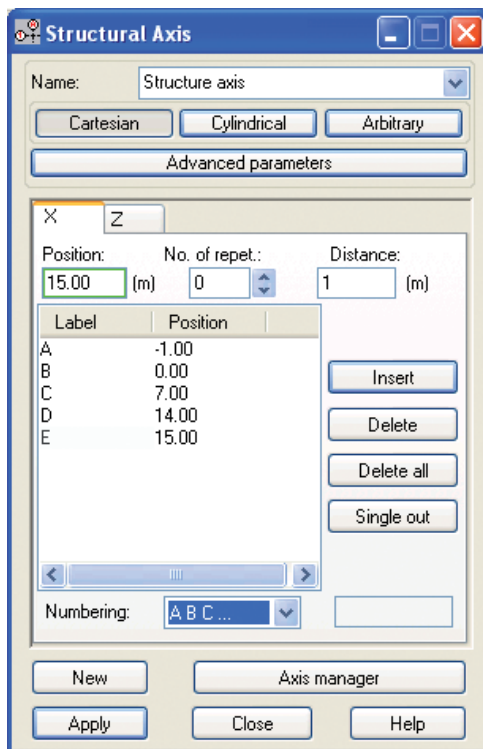 Structural Axis
Name: Structure axis
Cartesian Cylindrical Arbitrary
Advanced parameters
X Z
Position: No. of repet.: Distance:
15.00 (m) 0 1 (m)
Label Position
A -1.00
B 0.00
C 7.00
D 14.00
E 15.00
Insert
Delete
Delete all
Single out
Numbering: A B C ...
New Axis manager
Apply Close Help